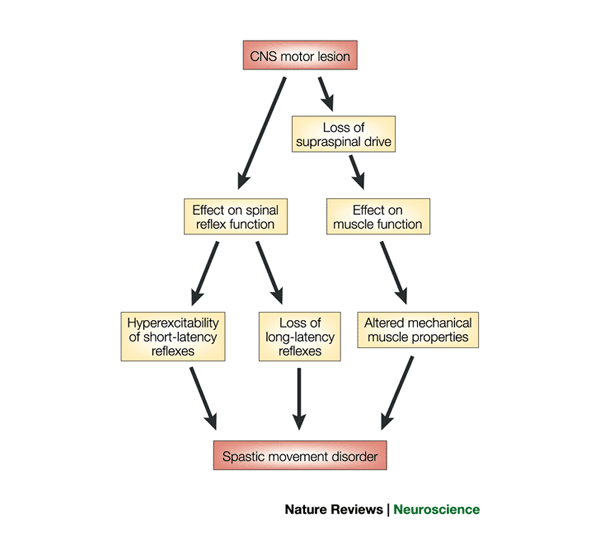 CNS motor lesion
Loss of
supraspinal drive
Effect on spinal
reflex function
Effect on
muscle function
Hyperexcitability
of short-latency
reflexes
Loss of
long-latency
reflexes
Altered mechanical
muscle properties
Spastic movement disorder
Nature Reviews | Neuroscience